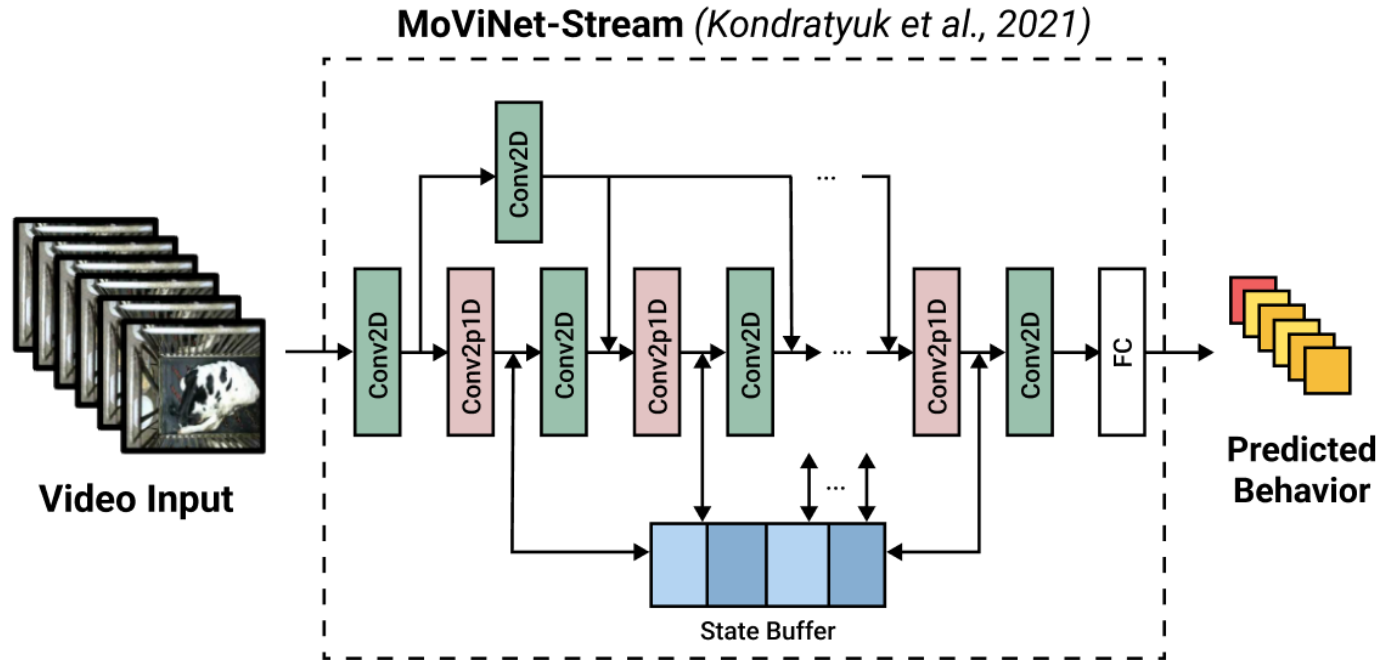 MoViNet-Stream (Kondratyuk et al., 2021)
Conv2D
...
Conv2D
Conv2p1D
Conv2D
Conv2p1D
Conv2D
...
Conv2p1D
Conv2D
FC
Video Input
Predicted
Behavior
...
State Buffer